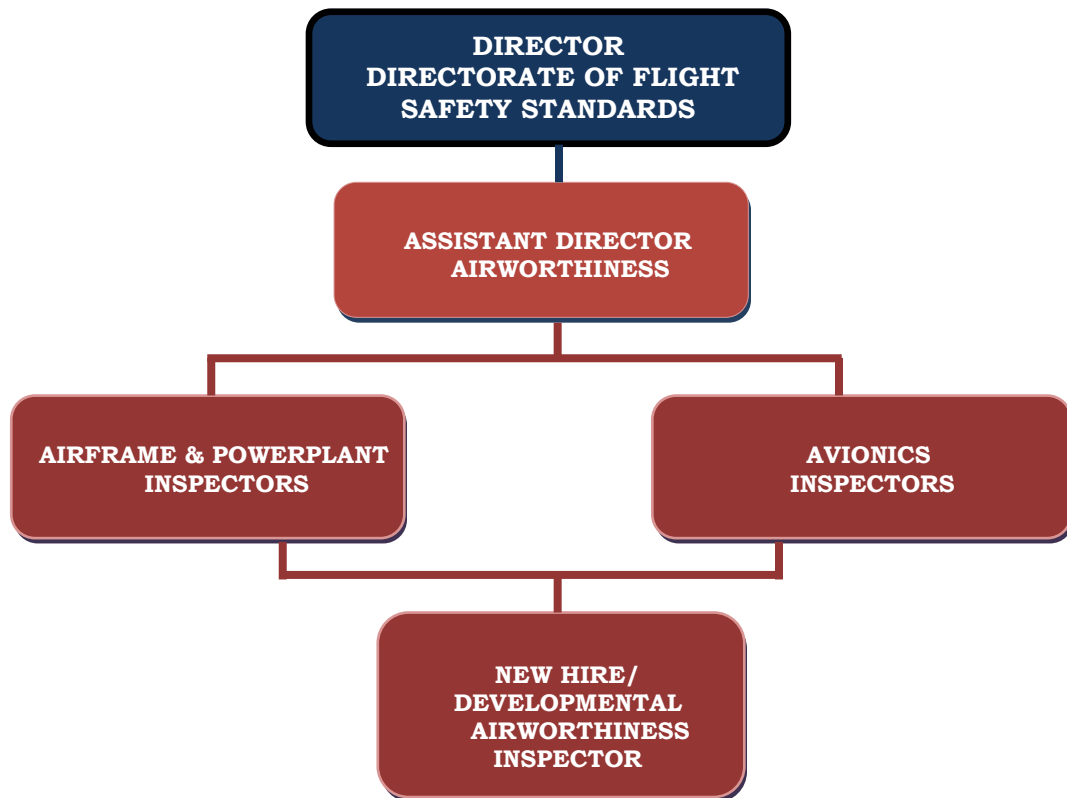 DIRECTOR
DIRECTORATE OF FLIGHT
SAFETY STANDARDS
ASSISTANT DIRECTOR
AIRWORTHINESS
AIRFRAME & POWERPLANT
INSPECTORS
AVIONICS
INSPECTORS
NEW HIRE/
DEVELOPMENTAL
AIRWORTHINESS
INSPECTOR